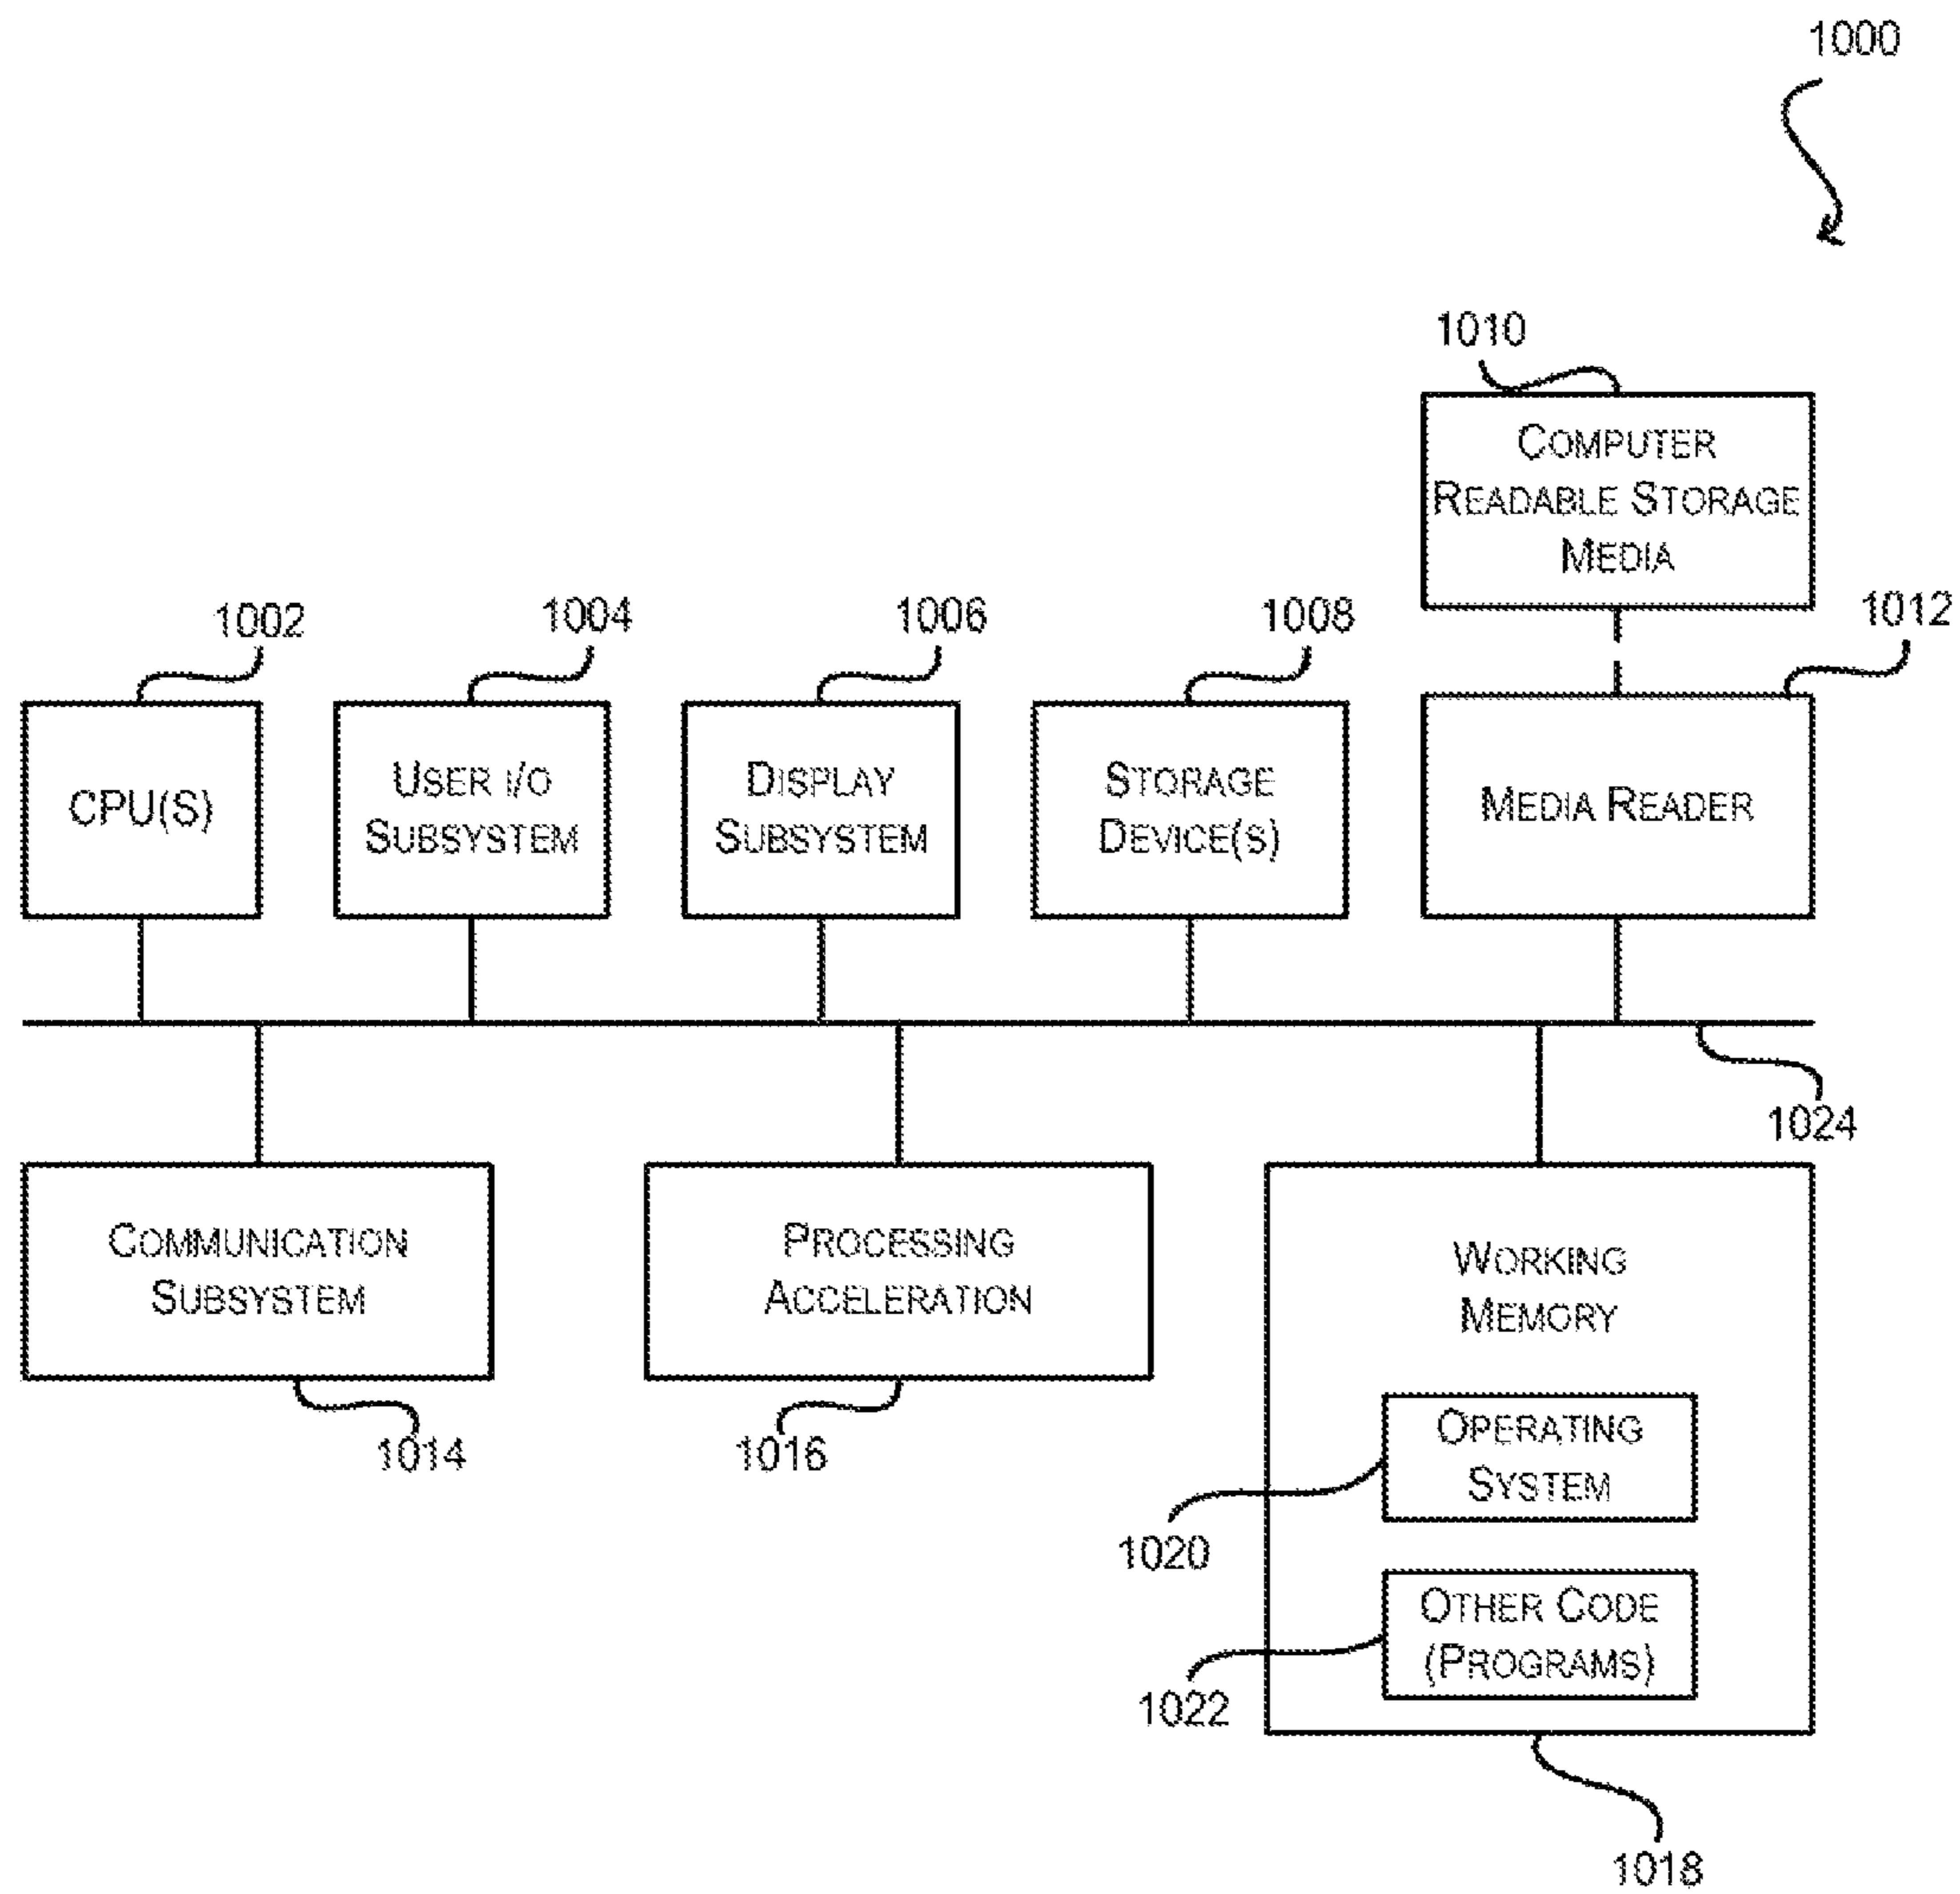 1000
1010
COMPUTER
READABLE STORAGE
MEDIA
1002
1004
1006
1008
1012
CPU(S)
USER I/O
SUBSYSTEM
DISPLAY
SUBSYSTEM
STORAGE
DEVICE(S)
MEDIA READER
1024
COMMUNICATION
SUBSYSTEM
1014
PROCESSING
ACCELERATION
1016
WORKING
MEMORY
OPERATING
SYSTEM
1020
OTHER CODE
(PROGRAMS)
1022
1018